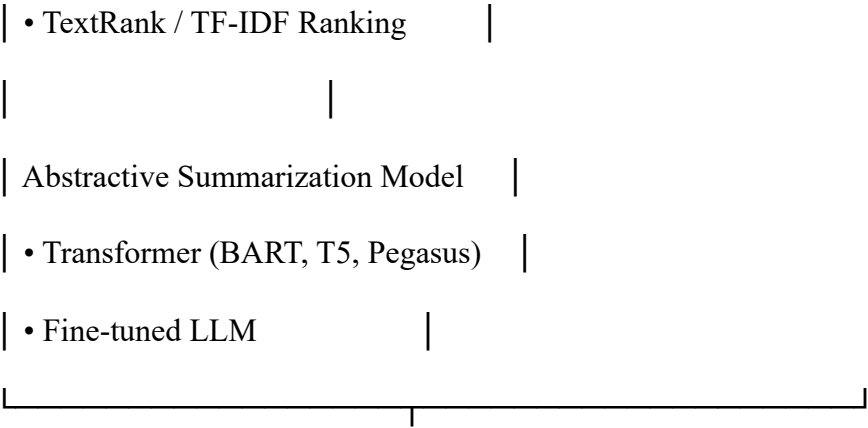 • TextRank / TF-IDF Ranking
Abstractive Summarization Model
• Transformer (BART, T5, Pegasus)
• Fine-tuned LLM